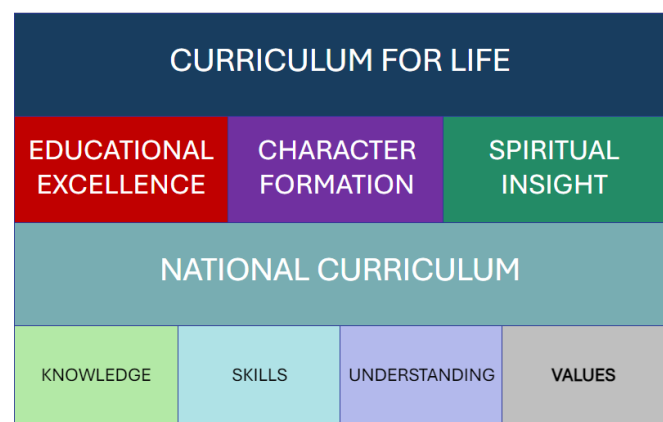 CURRICULUM FOR LIFE
EDUCATIONAL
EXCELLENCE
CHARACTER
FORMATION
SPIRITUAL
INSIGHT
NATIONAL CURRICULUM
KNOWLEDGE
SKILLS
UNDERSTANDING
VALUES